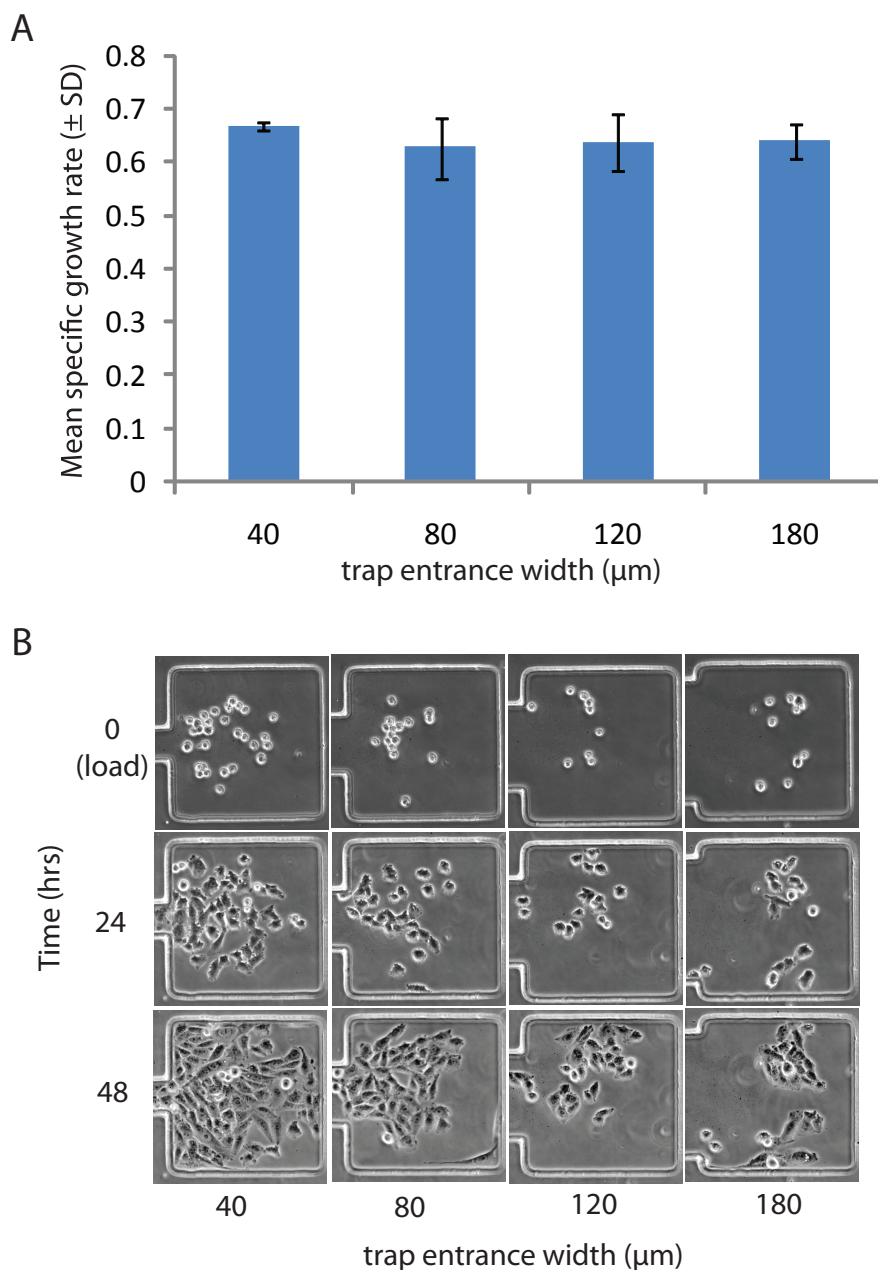 A
Mean specific growth rate (± SD)
0.8
0.7
0.6
0.5
0.4
0.3
0.2
0.1
0
40 80 120 180
trap entrance width (µm)
B
Time (hrs)
0
(load)
24
48
40 80 120 180
trap entrance width (µm)